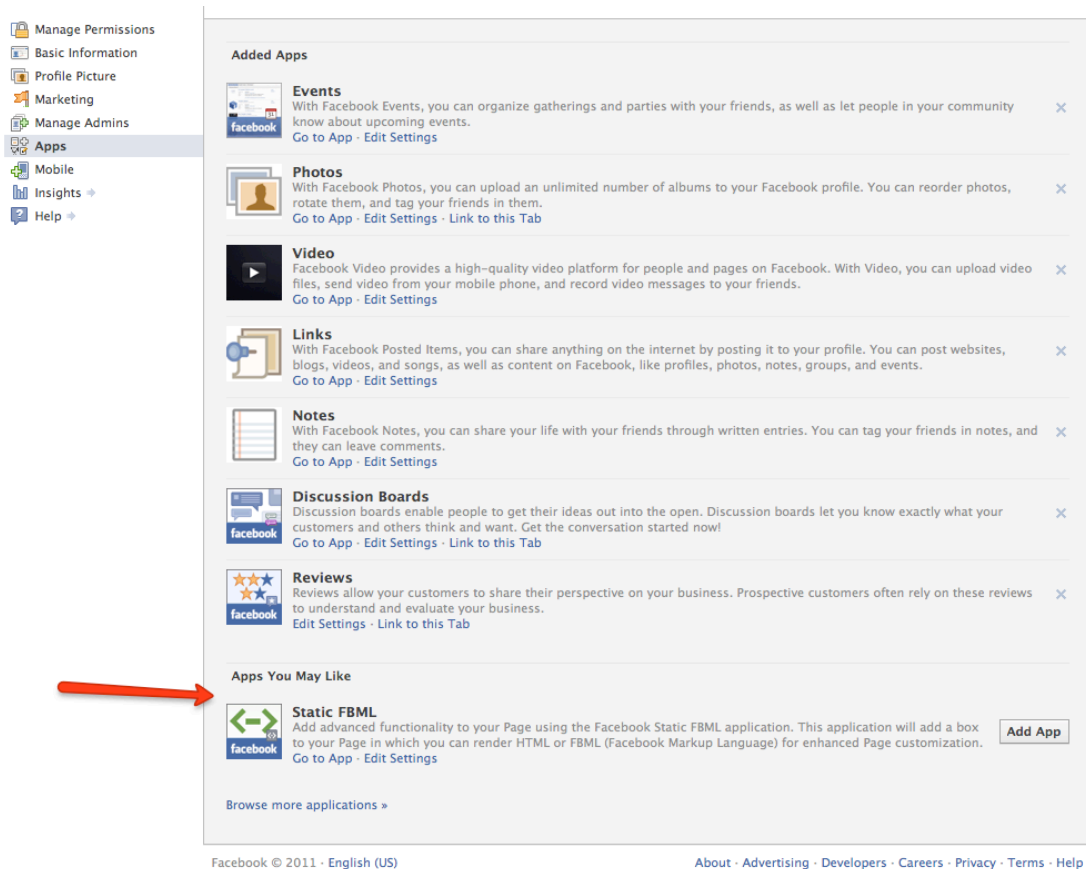 Manage Permissions
Basic Information
Profile Picture
Marketing
Manage Admins
Apps
Mobile
Insights
Help
Added Apps
facebook
Events
With Facebook Events, you can organize gatherings and parties with your friends, as well as let people in your community
know about upcoming events.
Go to App · Edit Settings
Photos
With Facebook Photos, you can upload an unlimited number of albums to your Facebook profile. You can reorder photos,
rotate them, and tag your friends in them.
Go to App · Edit Settings · Link to this Tab
Video
Facebook Video provides a high-quality video platform for people and pages on Facebook. With Video, you can upload video
files, send video from your mobile phone, and record video messages to your friends.
Go to App · Edit Settings
Links
With Facebook Posted Items, you can share anything on the internet by posting it to your profile. You can post websites,
blogs, videos, and songs, as well as content on Facebook, like profiles, photos, notes, groups, and events.
Go to App · Edit Settings
Notes
With Facebook Notes, you can share your life with your friends through written entries. You can tag your friends in notes, and
they can leave comments.
Go to App · Edit Settings
facebook
Discussion Boards
Discussion boards enable people to get their ideas out into the open. Discussion boards let you know exactly what your
customers and others think and want. Get the conversation started now!
Go to App · Edit Settings · Link to this Tab
facebook
Reviews
Reviews allow your customers to share their perspective on your business. Prospective customers often rely on these reviews
to understand and evaluate your business.
Edit Settings · Link to this Tab
Apps You May Like
facebook
Static FBML
Add advanced functionality to your Page using the Facebook Static FBML application. This application will add a box
to your Page in which you can render HTML or FBML (Facebook Markup Language) for enhanced Page customization.
Go to App · Edit Settings
Add App
Browse more applications »
Facebook © 2011 · English (US)
About · Advertising · Developers · Careers · Privacy · Terms · Help